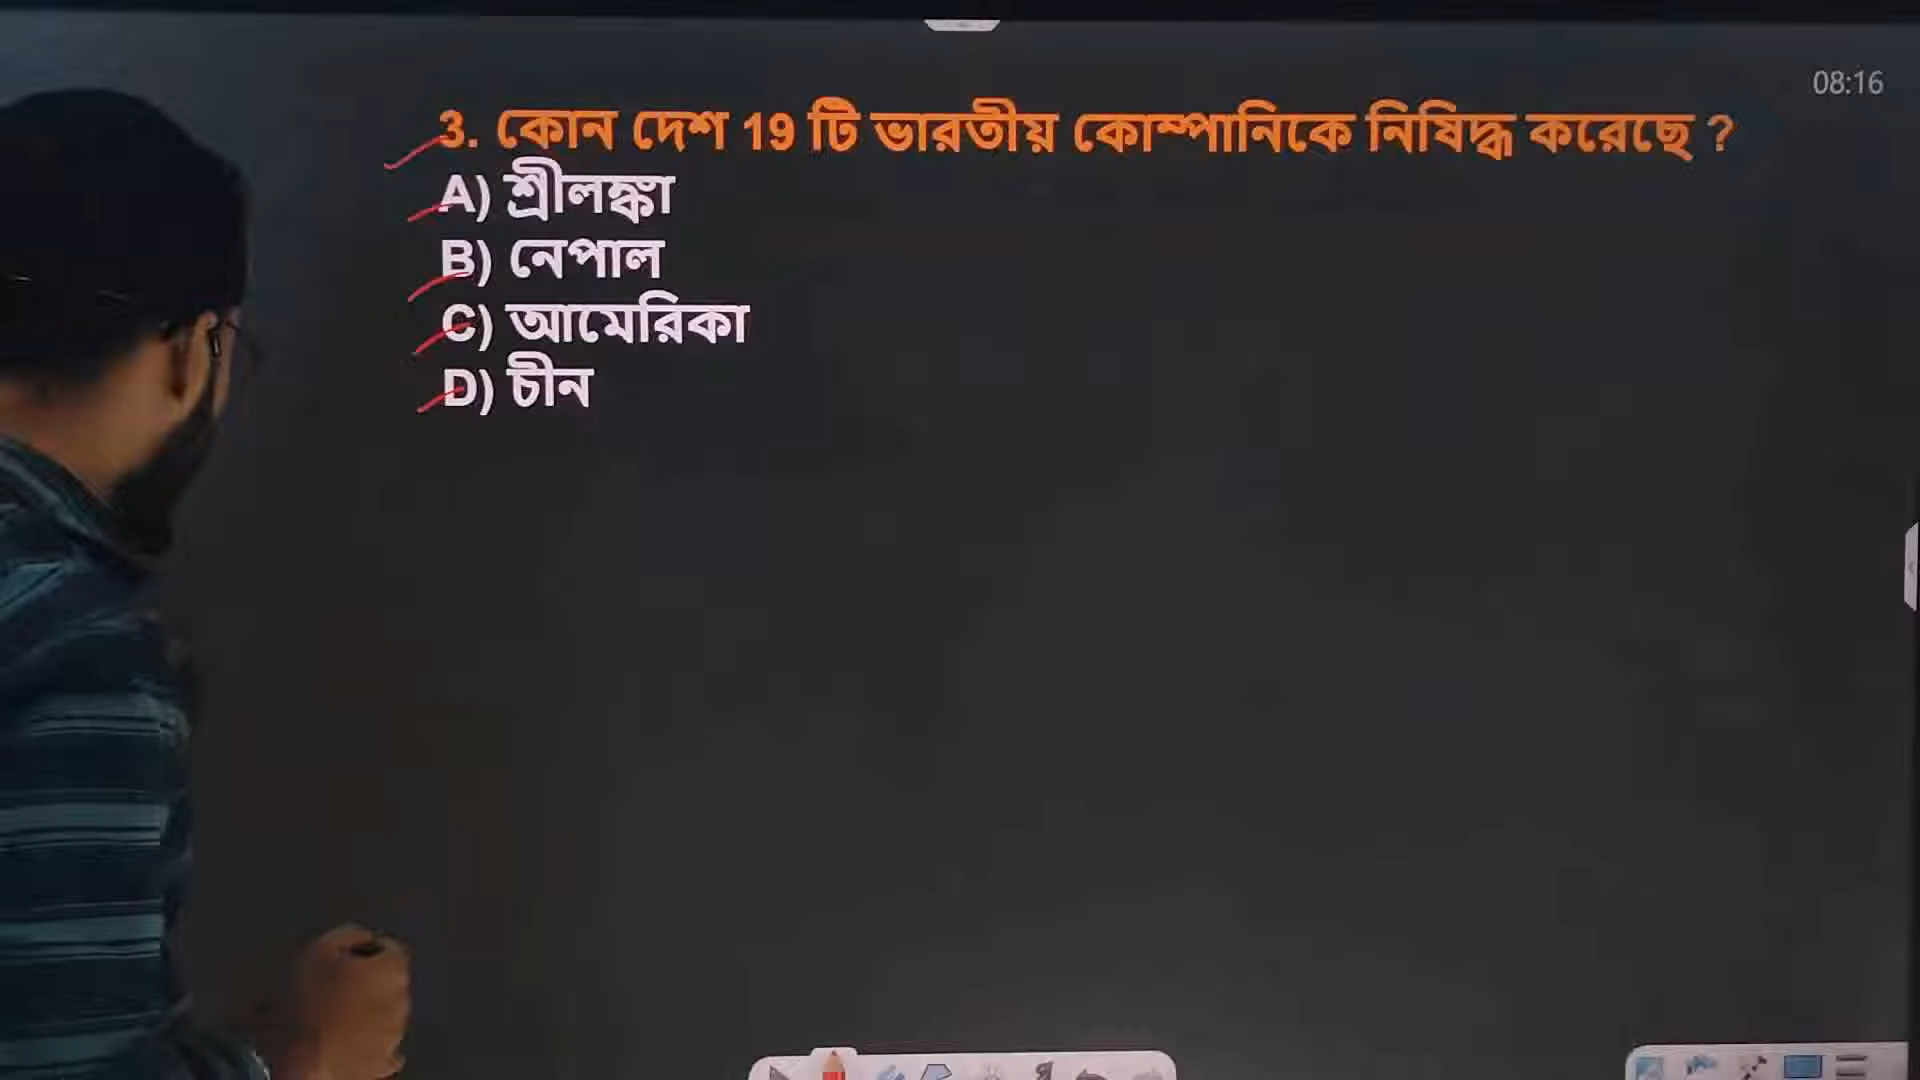 08:16
3. কোন দেশ 19 টি ভারতীয় কোম্পানিকে নিষিদ্ধ করেছে ?
A) শ্রীলঙ্কা
B) নেপাল
C) আমেরিকা
D) চীন